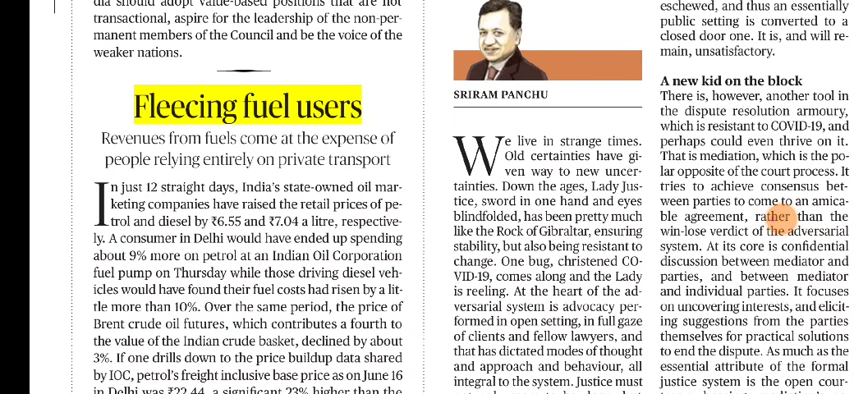 dia should adopt value-based positions that are not
transactional, aspire for the leadership of the non-per-
manent members of the Council and be the voice of the
weaker nations.
Fleecing fuel users
Revenues from fuels come at the expense of
people relying entirely on private transport
In just 12 straight days, India's state-owned oil mar-
keting companies have raised the retail prices of pe-
trol and diesel by ₹6.55 and ₹7.04 a litre, respective-
ly. A consumer in Delhi would have ended up spending
about 9% more on petrol at an Indian Oil Corporation
fuel pump on Thursday while those driving diesel veh-
icles would have found their fuel costs had risen by a lit-
tle more than 10%. Over the same period, the price of
Brent crude oil futures, which contributes a fourth to
the value of the Indian crude basket, declined by about
3%. If one drills down to the price buildup data shared
by IOC, petrol's freight inclusive base price as on June 16
in Delhi was ₹22.44, a significant 23% higher than the
SRIRAM PANCHU
We live in strange times.
Old certainties have gi-
ven way to new uncer-
tainties. Down the ages, Lady Jus-
tice, sword in one hand and eyes
blindfolded, has been pretty much
like the Rock of Gibraltar, ensuring
stability, but also being resistant to
change. One bug, christened CO-
VID-19, comes along and the Lady
is reeling. At the heart of the ad-
versarial system is advocacy per-
formed in open setting, in full gaze
of clients and fellow lawyers, and
that has dictated modes of thought
and approach and behaviour, all
integral to the system. Justice must
eschewed, and thus an essentially
public setting is converted to a
closed door one. It is, and will re-
main, unsatisfactory.
A new kid on the block
There is, however, another tool in
the dispute resolution armoury,
which is resistant to COVID-19, and
perhaps could even thrive on it.
That is mediation, which is the po-
lar opposite of the court process. It
tries to achieve consensus bet-
ween parties to come to an amica-
ble agreement, rather than the
win-lose verdict of the adversarial
system. At its core is confidential
discussion between mediator and
parties, and between mediator
and individual parties. It focuses
on uncovering interests, and elicit-
ing suggestions from the parties
themselves for practical solutions
to end the dispute. As much as the
essential attribute of the formal
justice system is the open cour-